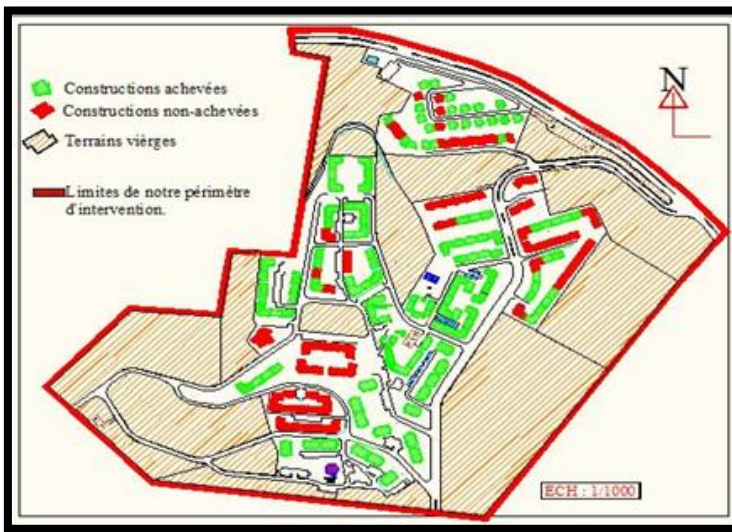 Constructions achevées
Constructions non-achevées
Terrains vièrges
Limites de notre périmètre
d'intervention.
N
ECH : 1/1000